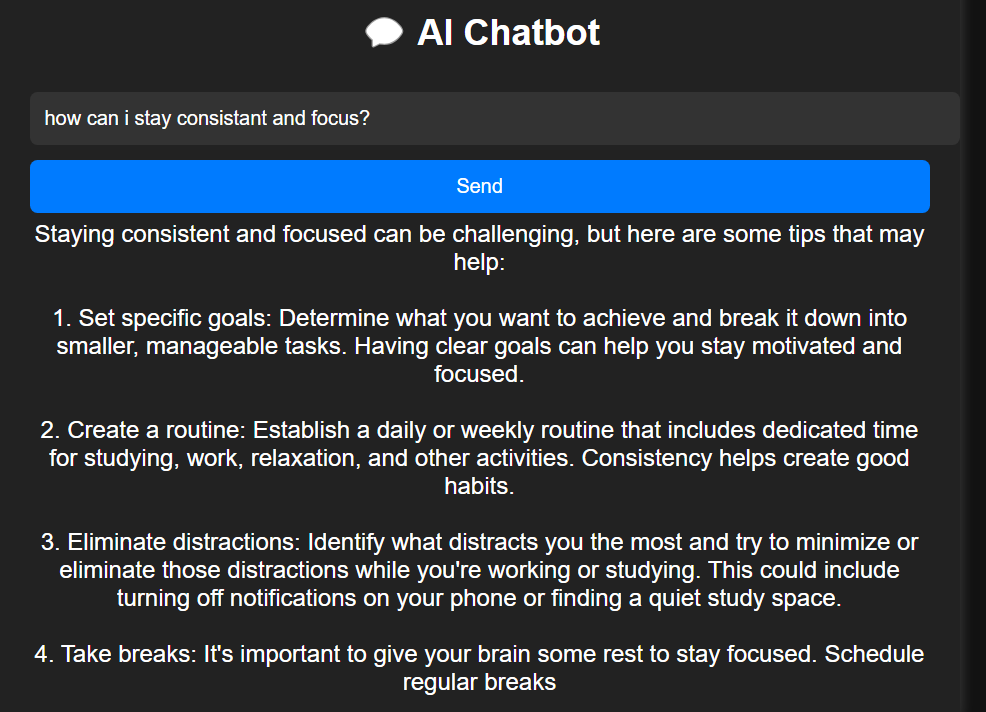 AI Chatbot
how can i stay consistant and focus?
Send
Staying consistent and focused can be challenging, but here are some tips that may
help:
1. Set specific goals: Determine what you want to achieve and break it down into
smaller, manageable tasks. Having clear goals can help you stay motivated and
focused.
2. Create a routine: Establish a daily or weekly routine that includes dedicated time
for studying, work, relaxation, and other activities. Consistency helps create good
habits.
3. Eliminate distractions: Identify what distracts you the most and try to minimize or
eliminate those distractions while you're working or studying. This could include
turning off notifications on your phone or finding a quiet study space.
4. Take breaks: It's important to give your brain some rest to stay focused. Schedule
regular breaks